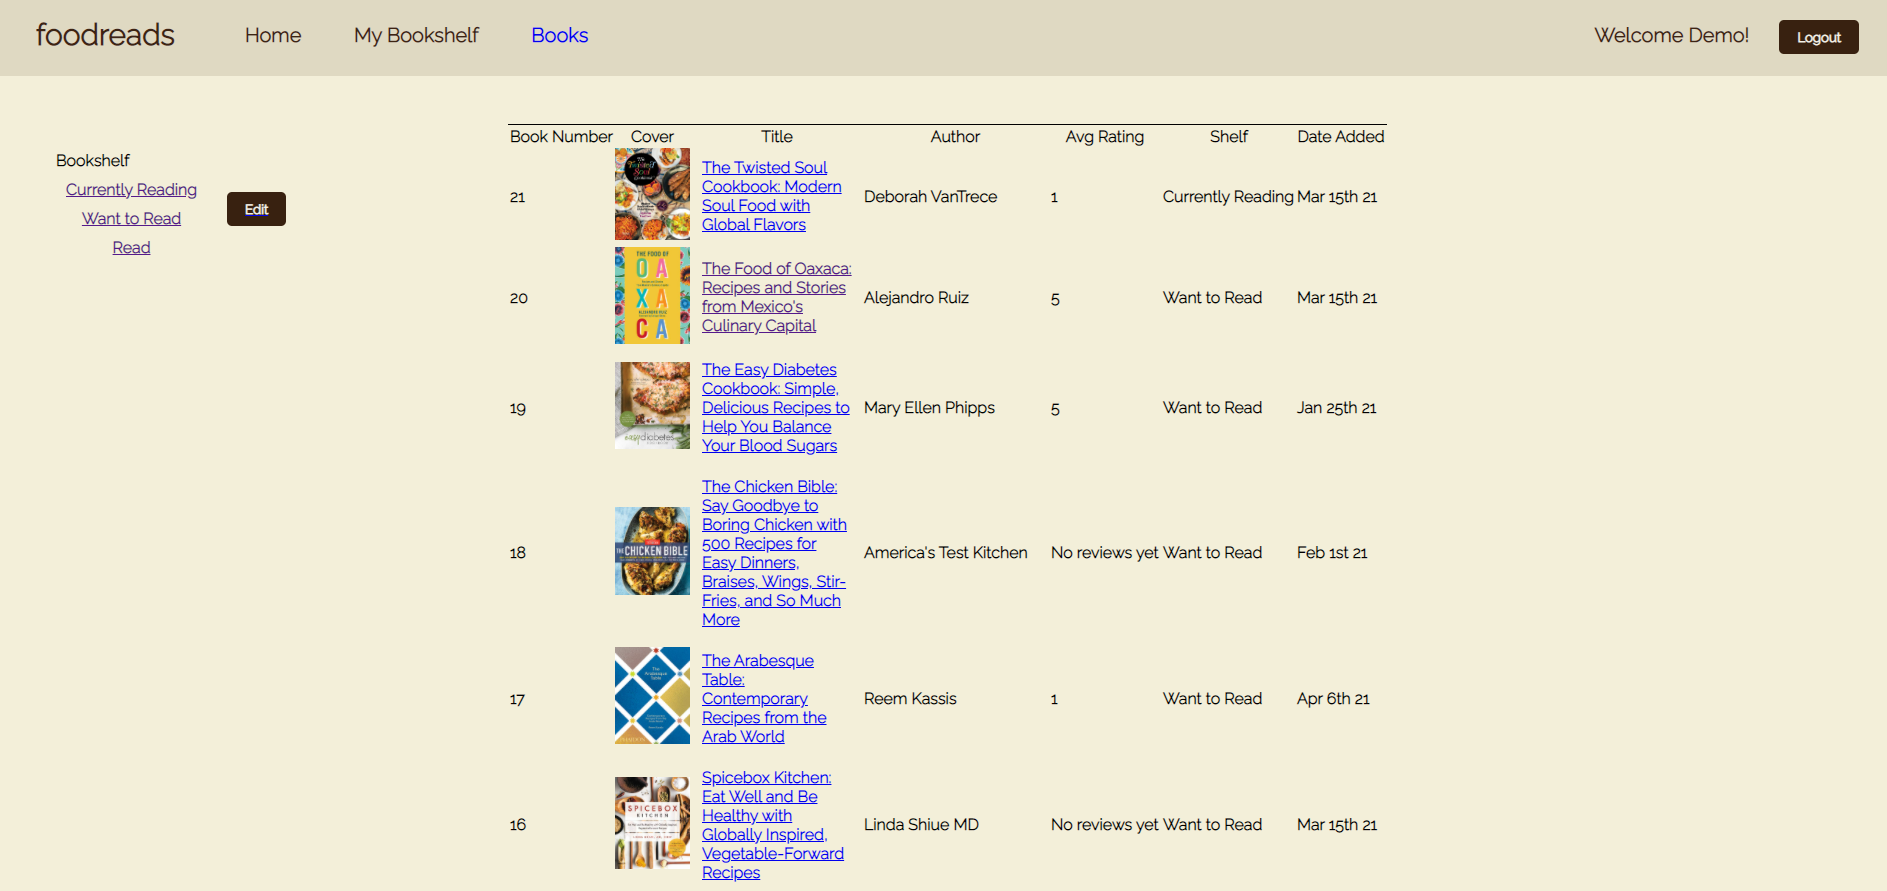 foodreads Home My Bookshelf Books Welcome Demo! Logout
Bookshelf
Currently Reading
Want to Read
Read
Edit
Book Number Cover Title Author Avg Rating Shelf Date Added
21
The Twisted Soul
Cookbook: Modern
Soul Food with
Global Flavors
Deborah VanTrece 1 Currently Reading Mar 15th 21
20
THE FOOD OF
OA
XA
CA
The Food of Oaxaca:
Recipes and Stories
from Mexico's
Culinary Capital
Alejandro Ruiz 5 Want to Read Mar 15th 21
19
easydiabetes
The Easy Diabetes
Cookbook: Simple,
Delicious Recipes to
Help You Balance
Your Blood Sugars
Mary Ellen Phipps 5 Want to Read Jan 25th 21
18
THE CHICKEN BIBLE
The Chicken Bible:
Say Goodbye to
Boring Chicken with
500 Recipes for
Easy Dinners,
Braises, Wings, Stir-
Fries, and So Much
More
America's Test Kitchen No reviews yet Want to Read Feb 1st 21
17
The Arabesque
Table:
Contemporary
Recipes from the
Arab World
Reem Kassis 1 Want to Read Apr 6th 21
16
SPICEBOX
KITCHEN
Spicebox Kitchen:
Eat Well and Be
Healthy with
Globally Inspired,
Vegetable-Forward
Recipes
Linda Shiue MD No reviews yet Want to Read Mar 15th 21